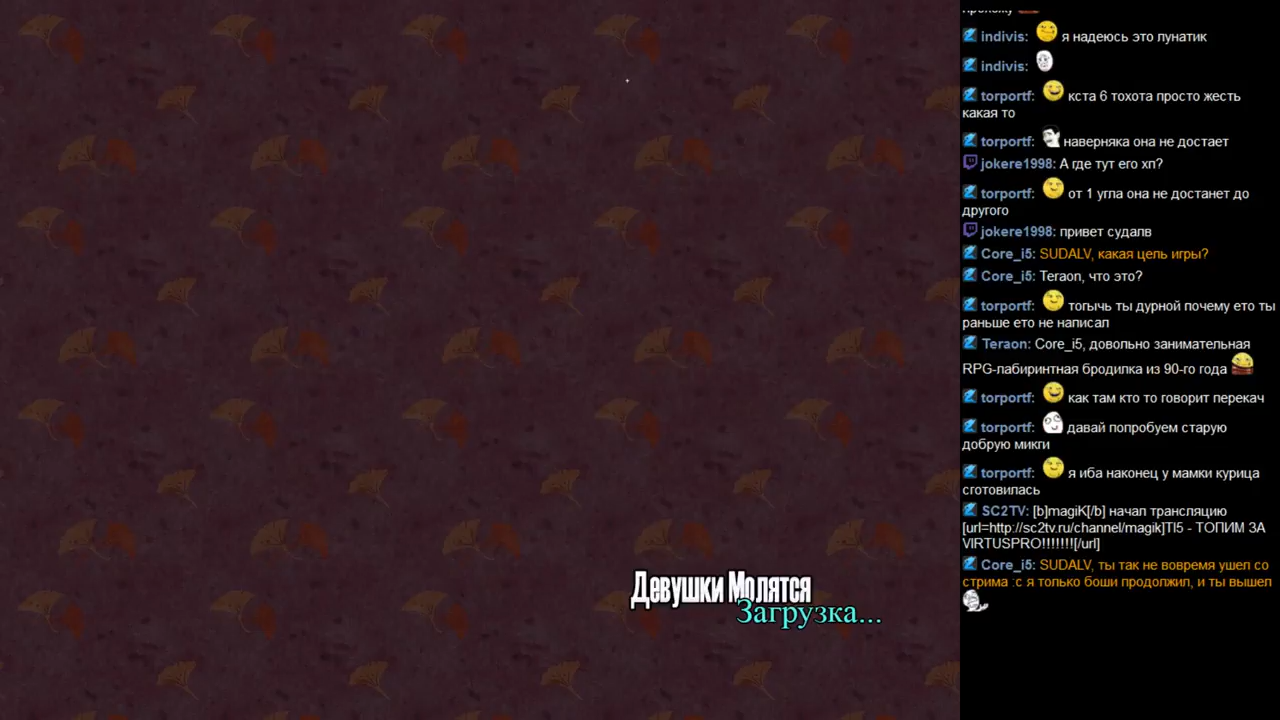 Девушки Молятся
Загрузка...
indivis: я надеюсь это лунатик
indivis:
torportf: кста 6 тохота просто жесть
какая то
torportf: наверняка она не достает
jokere1998: А где тут его хп?
torportf: от 1 угла она не достанет до
другого
jokere1998: привет судалв
Core_i5: SUDALV, какая цель игры?
Core_i5: Teraon, что это?
torportf: тогычь ты дурной почему ето ты
раньше ето не написал
Teraon: Core_i5, довольно занимательная
RPG-лабиринтная бродилка из 90-го года
torportf: как там кто то говорит перекач
torportf: давай попробуем старую
добрую микги
torportf: я иба наконец у мамки курица
сготовилась
SC2TV: [b]magiK[/b] начал трансляцию
[url=http://sc2tv.ru/channel/magik]TI5 - ТОПИМ ЗА
VIRTUSPRO!!!!!!![/url]
Core_i5: SUDALV, ты так не вовремя ушел со
стрима :с я только боши продолжил, и ты вышел